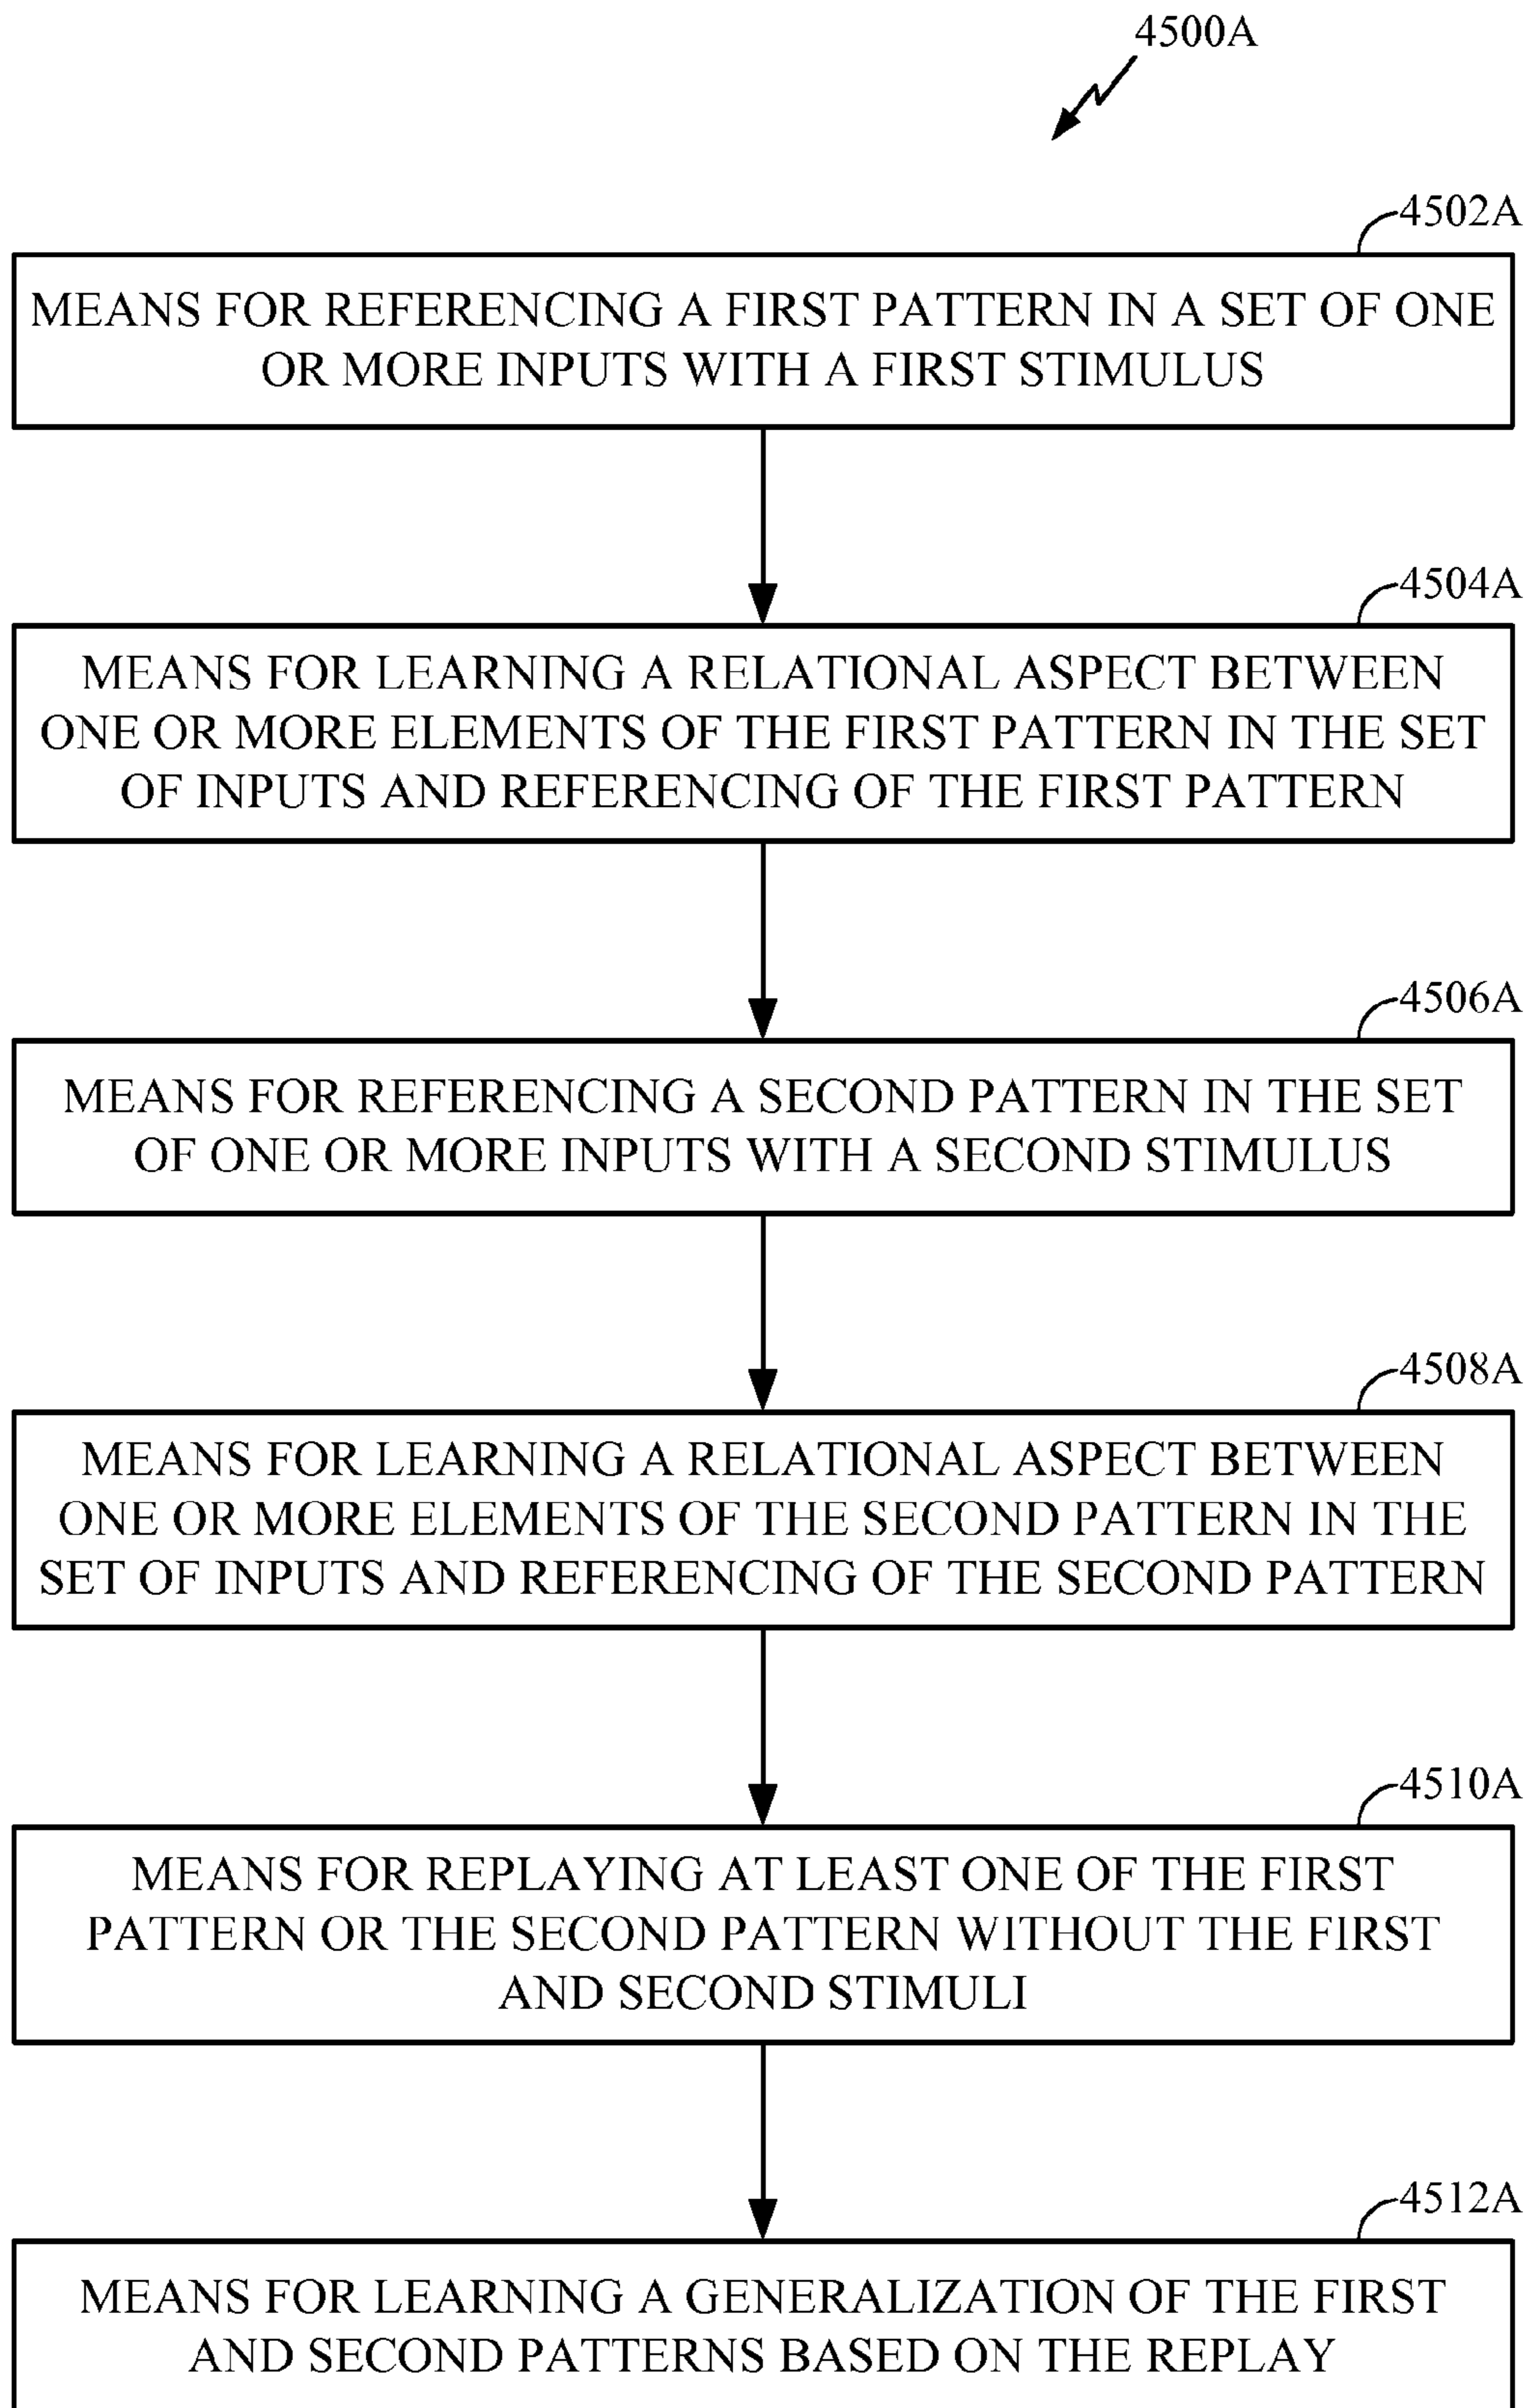 4500A
4502A
MEANS FOR REFERENCING A FIRST PATTERN IN A SET OF ONE
OR MORE INPUTS WITH A FIRST STIMULUS
4504A
MEANS FOR LEARNING A RELATIONAL ASPECT BETWEEN
ONE OR MORE ELEMENTS OF THE FIRST PATTERN IN THE SET
OF INPUTS AND REFERENCING OF THE FIRST PATTERN
4506A
MEANS FOR REFERENCING A SECOND PATTERN IN THE SET
OF ONE OR MORE INPUTS WITH A SECOND STIMULUS
4508A
MEANS FOR LEARNING A RELATIONAL ASPECT BETWEEN
ONE OR MORE ELEMENTS OF THE SECOND PATTERN IN THE
SET OF INPUTS AND REFERENCING OF THE SECOND PATTERN
4510A
MEANS FOR REPLAYING AT LEAST ONE OF THE FIRST
PATTERN OR THE SECOND PATTERN WITHOUT THE FIRST
AND SECOND STIMULI
4512A
MEANS FOR LEARNING A GENERALIZATION OF THE FIRST
AND SECOND PATTERNS BASED ON THE REPLAY